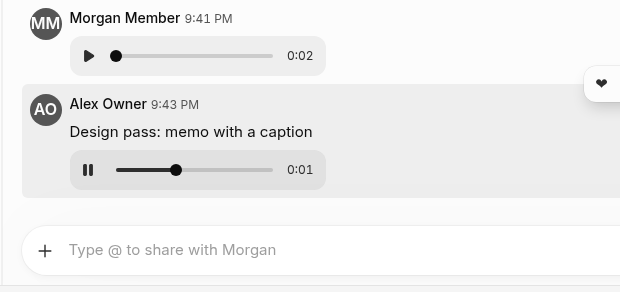 MM
Morgan Member 9:41 PM
0:02
AO
Alex Owner 9:43 PM
Design pass: memo with a caption
0:01
Type @ to share with Morgan